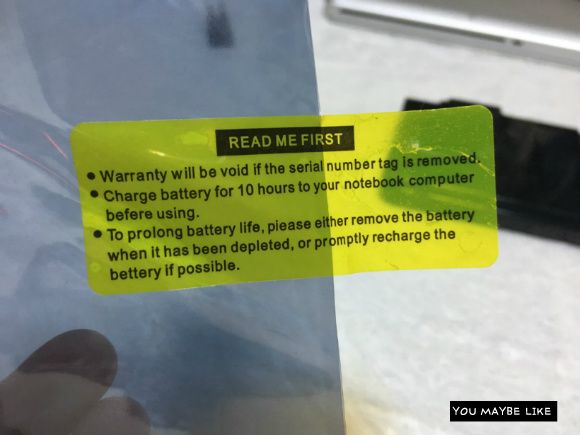 READ ME FIRST
• Warranty will be void if the serial number tag is removed.
• Charge battery for 10 hours to your notebook computer
befere using.
• To prolong battery life, please either remove the battery
when it has been depleted, or promptly recharge the
bettery if possible.
YOU MAYBE LIKE